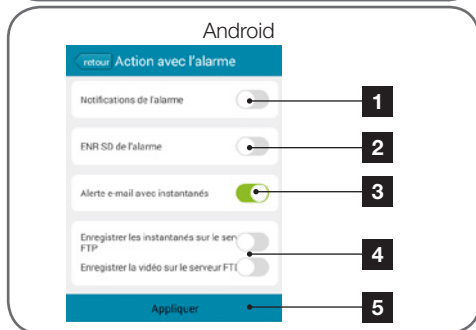 Android
retour Action avec l'alarme
Notifications de l'alarme
1
ENR SD de l'alarme
2
Alerte e-mail avec instantanés
3
Enregistrer les instantanés sur le ser
FTP
4
Enregistrer la vidéo sur le serveur FT
Appliquer
5